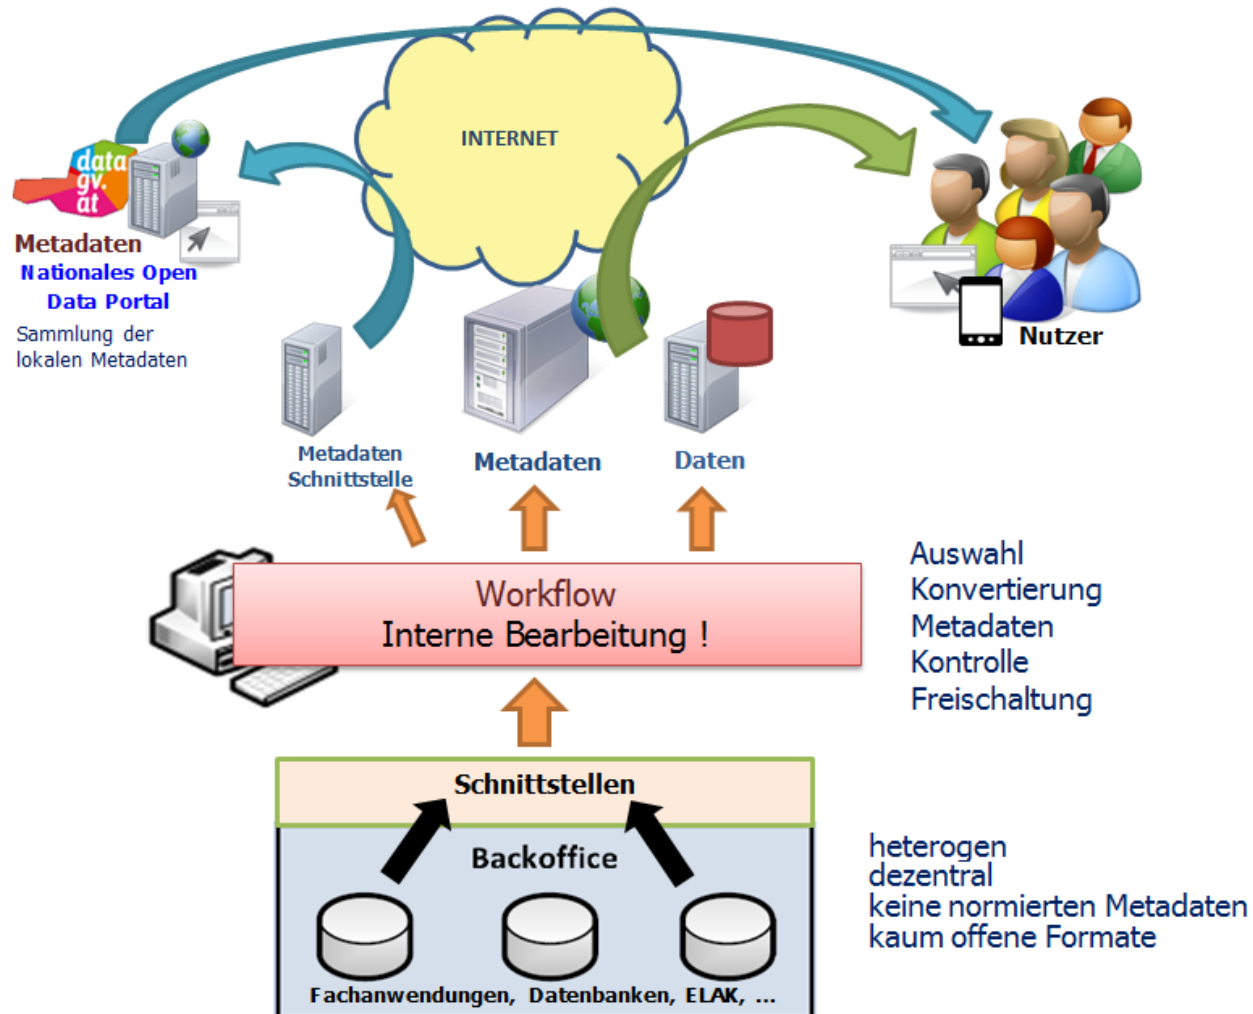 INTERNET
data
gv.
at
Metadaten
Nationales Open
Data Portal
Sammlung der
lokalen Metadaten
Nutzer
Metadaten
Schnittstelle
Metadaten
Daten
Workflow
Interne Bearbeitung !
Auswahl
Konvertierung
Metadaten
Kontrolle
Freischaltung
Schnittstellen
Backoffice
Fachanwendungen, Datenbanken, ELAK, ...
heterogen
dezentral
keine normierten Metadaten
kaum offene Formate